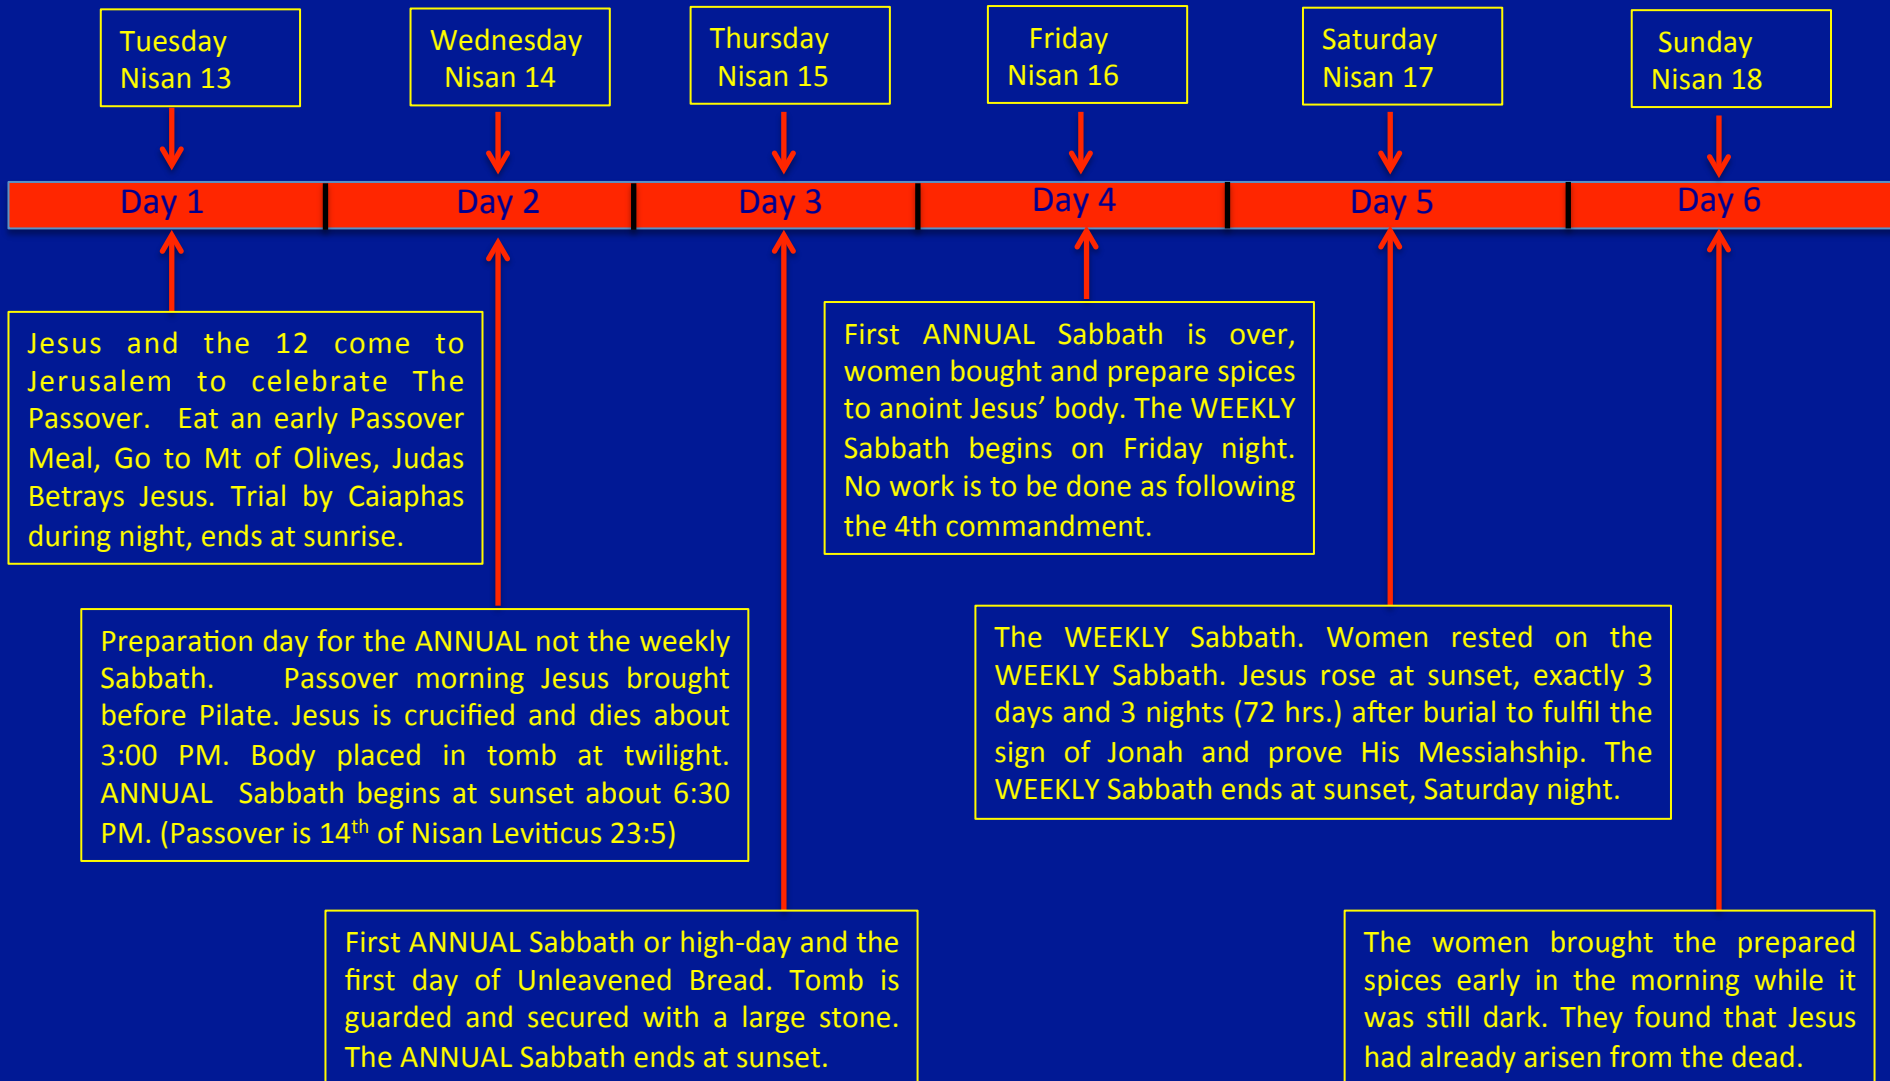 Tuesday
Nisan 13
Wednesday
Nisan 14
Thursday
Nisan 15
Friday
Nisan 16
Saturday
Nisan 17
Sunday
Nisan 18
Day 1
Day 2
Day 3
Day 4
Day 5
Day 6
Jesus and the 12 come to
Jerusalem to celebrate The
Passover. Eat an early Passover
Meal, Go to Mt of Olives, Judas
Betrays Jesus. Trial by Caiaphas
during night, ends at sunrise.
First ANNUAL Sabbath is over,
women bought and prepare spices
to anoint Jesus’ body. The WEEKLY
Sabbath begins on Friday night.
No work is to be done as following
the 4th commandment.
Preparation day for the ANNUAL not the weekly
Sabbath. Passover morning Jesus brought
before Pilate. Jesus is crucified and dies about
3:00 PM. Body placed in tomb at twilight.
ANNUAL Sabbath begins at sunset about 6:30
PM. (Passover is 14th of Nisan Leviticus 23:5)
The WEEKLY Sabbath. Women rested on the
WEEKLY Sabbath. Jesus rose at sunset, exactly 3
days and 3 nights (72 hrs.) after burial to fulfil the
sign of Jonah and prove His Messiahship. The
WEEKLY Sabbath ends at sunset, Saturday night.
First ANNUAL Sabbath or high-day and the
first day of Unleavened Bread. Tomb is
guarded and secured with a large stone.
The ANNUAL Sabbath ends at sunset.
The women brought the prepared
spices early in the morning while it
was still dark. They found that Jesus
had already arisen from the dead.